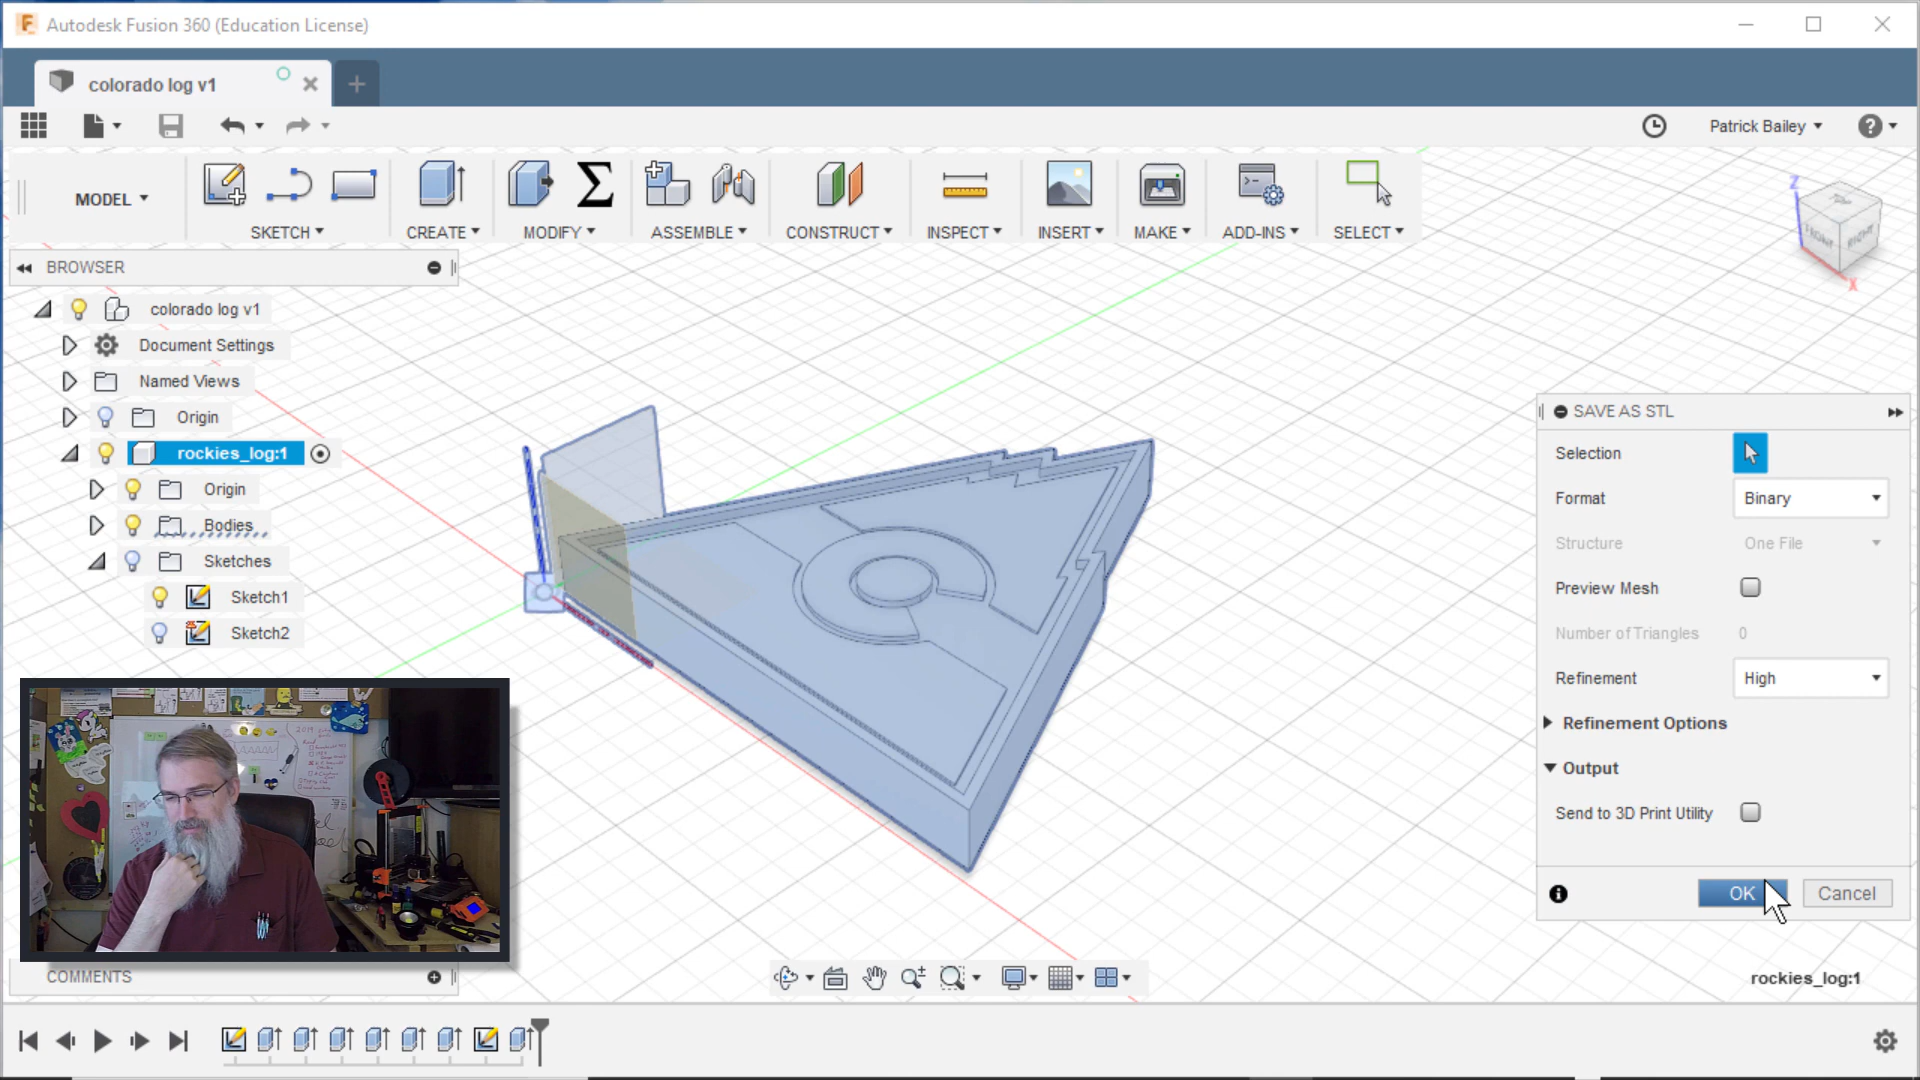 Autodesk Fusion 360 (Education License)
colorado log v1
Patrick Bailey
MODEL
SKETCH
CREATE
MODIFY
ASSEMBLE
CONSTRUCT
INSPECT
INSERT
MAKE
ADD-INS
SELECT
Z
FRONT
RIGHT
X
BROWSER
colorado log v1
Document Settings
Named Views
Origin
rockies_log:1
Origin
Bodies
Sketches
Sketch1
Sketch2
SAVE AS STL
Selection
Format Binary
Structure One File
Preview Mesh
Number of Triangles 0
Refinement High
Refinement Options
Output
Send to 3D Print Utility
OK Cancel
2019
COMMENTS
rockies_log:1